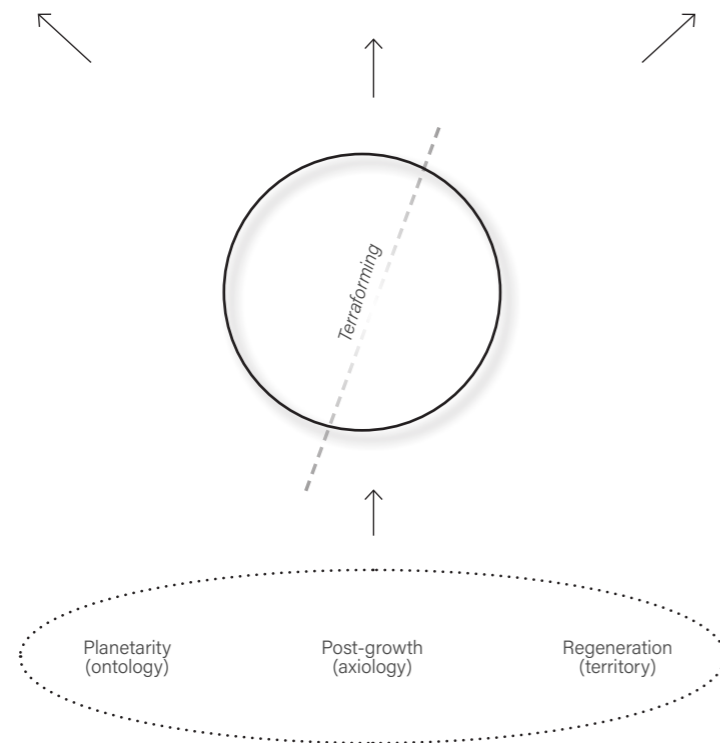 Terraforming
Planetarity
(ontology)
Post-growth
(axiology)
Regeneration
(territory)